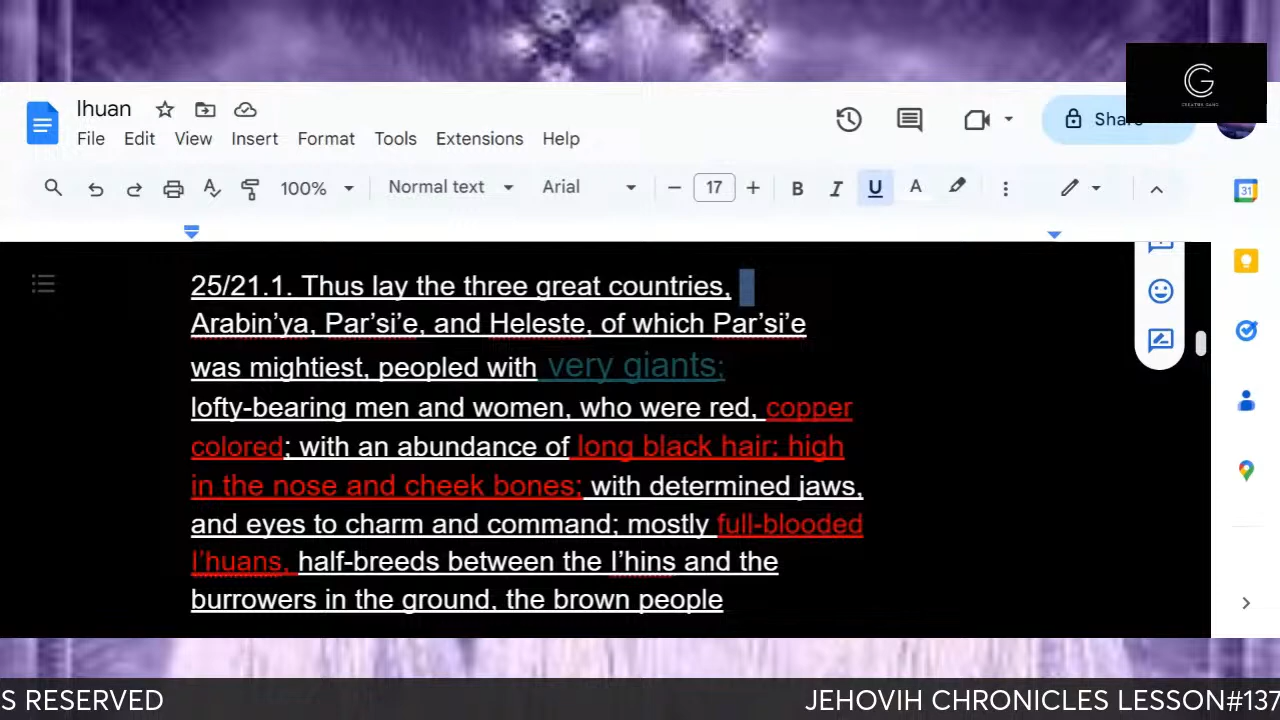 Ihuan
File Edit View Insert Format Tools Extensions Help
Share
100% Normal text Arial 17 B I U A
31
25/21.1. Thus lay the three great countries,
Arabin’ya, Par’si’e, and Heleste, of which Par’si’e
was mightiest, peopled with very giants;
lofty-bearing men and women, who were red, copper
colored; with an abundance of long black hair: high
in the nose and cheek bones; with determined jaws,
and eyes to charm and command; mostly full-blooded
I’huans, half-breeds between the I’hins and the
burrowers in the ground, the brown people
S RESERVED
JEHOVIH CHRONICLES LESSON#137